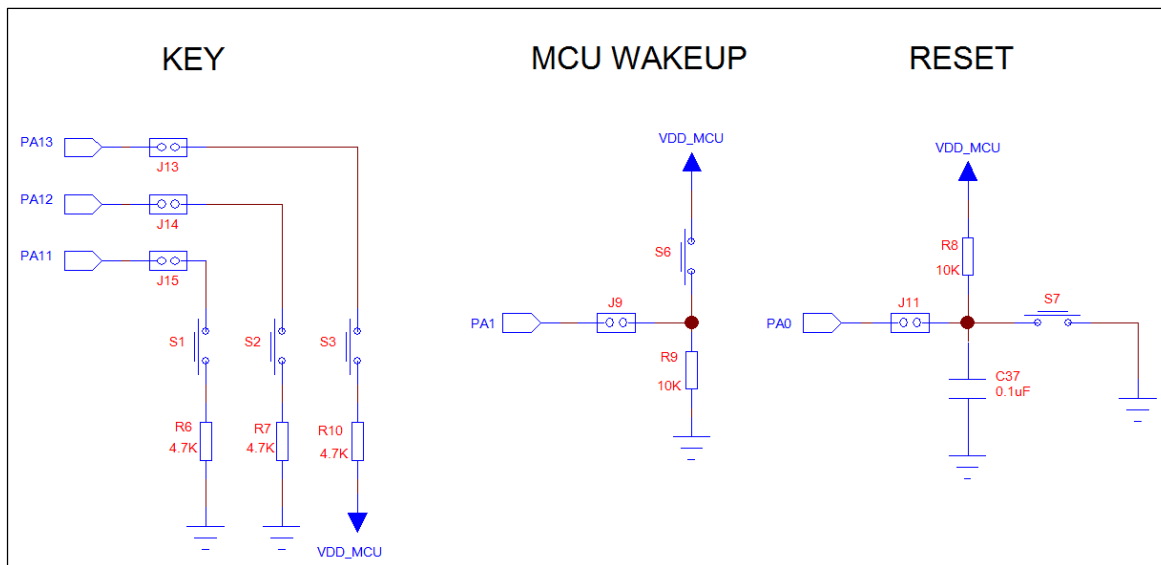 KEY
PA13
J13
PA12
J14
PA11
J15
S1
S2
S3
R6
4.7K
R7
4.7K
R10
4.7K
VDD_MCU
MCU WAKEUP
VDD_MCU
S6
J9
PA1
R9
10K
RESET
VDD_MCU
R8
10K
J11
S7
PA0
C37
0.1uF